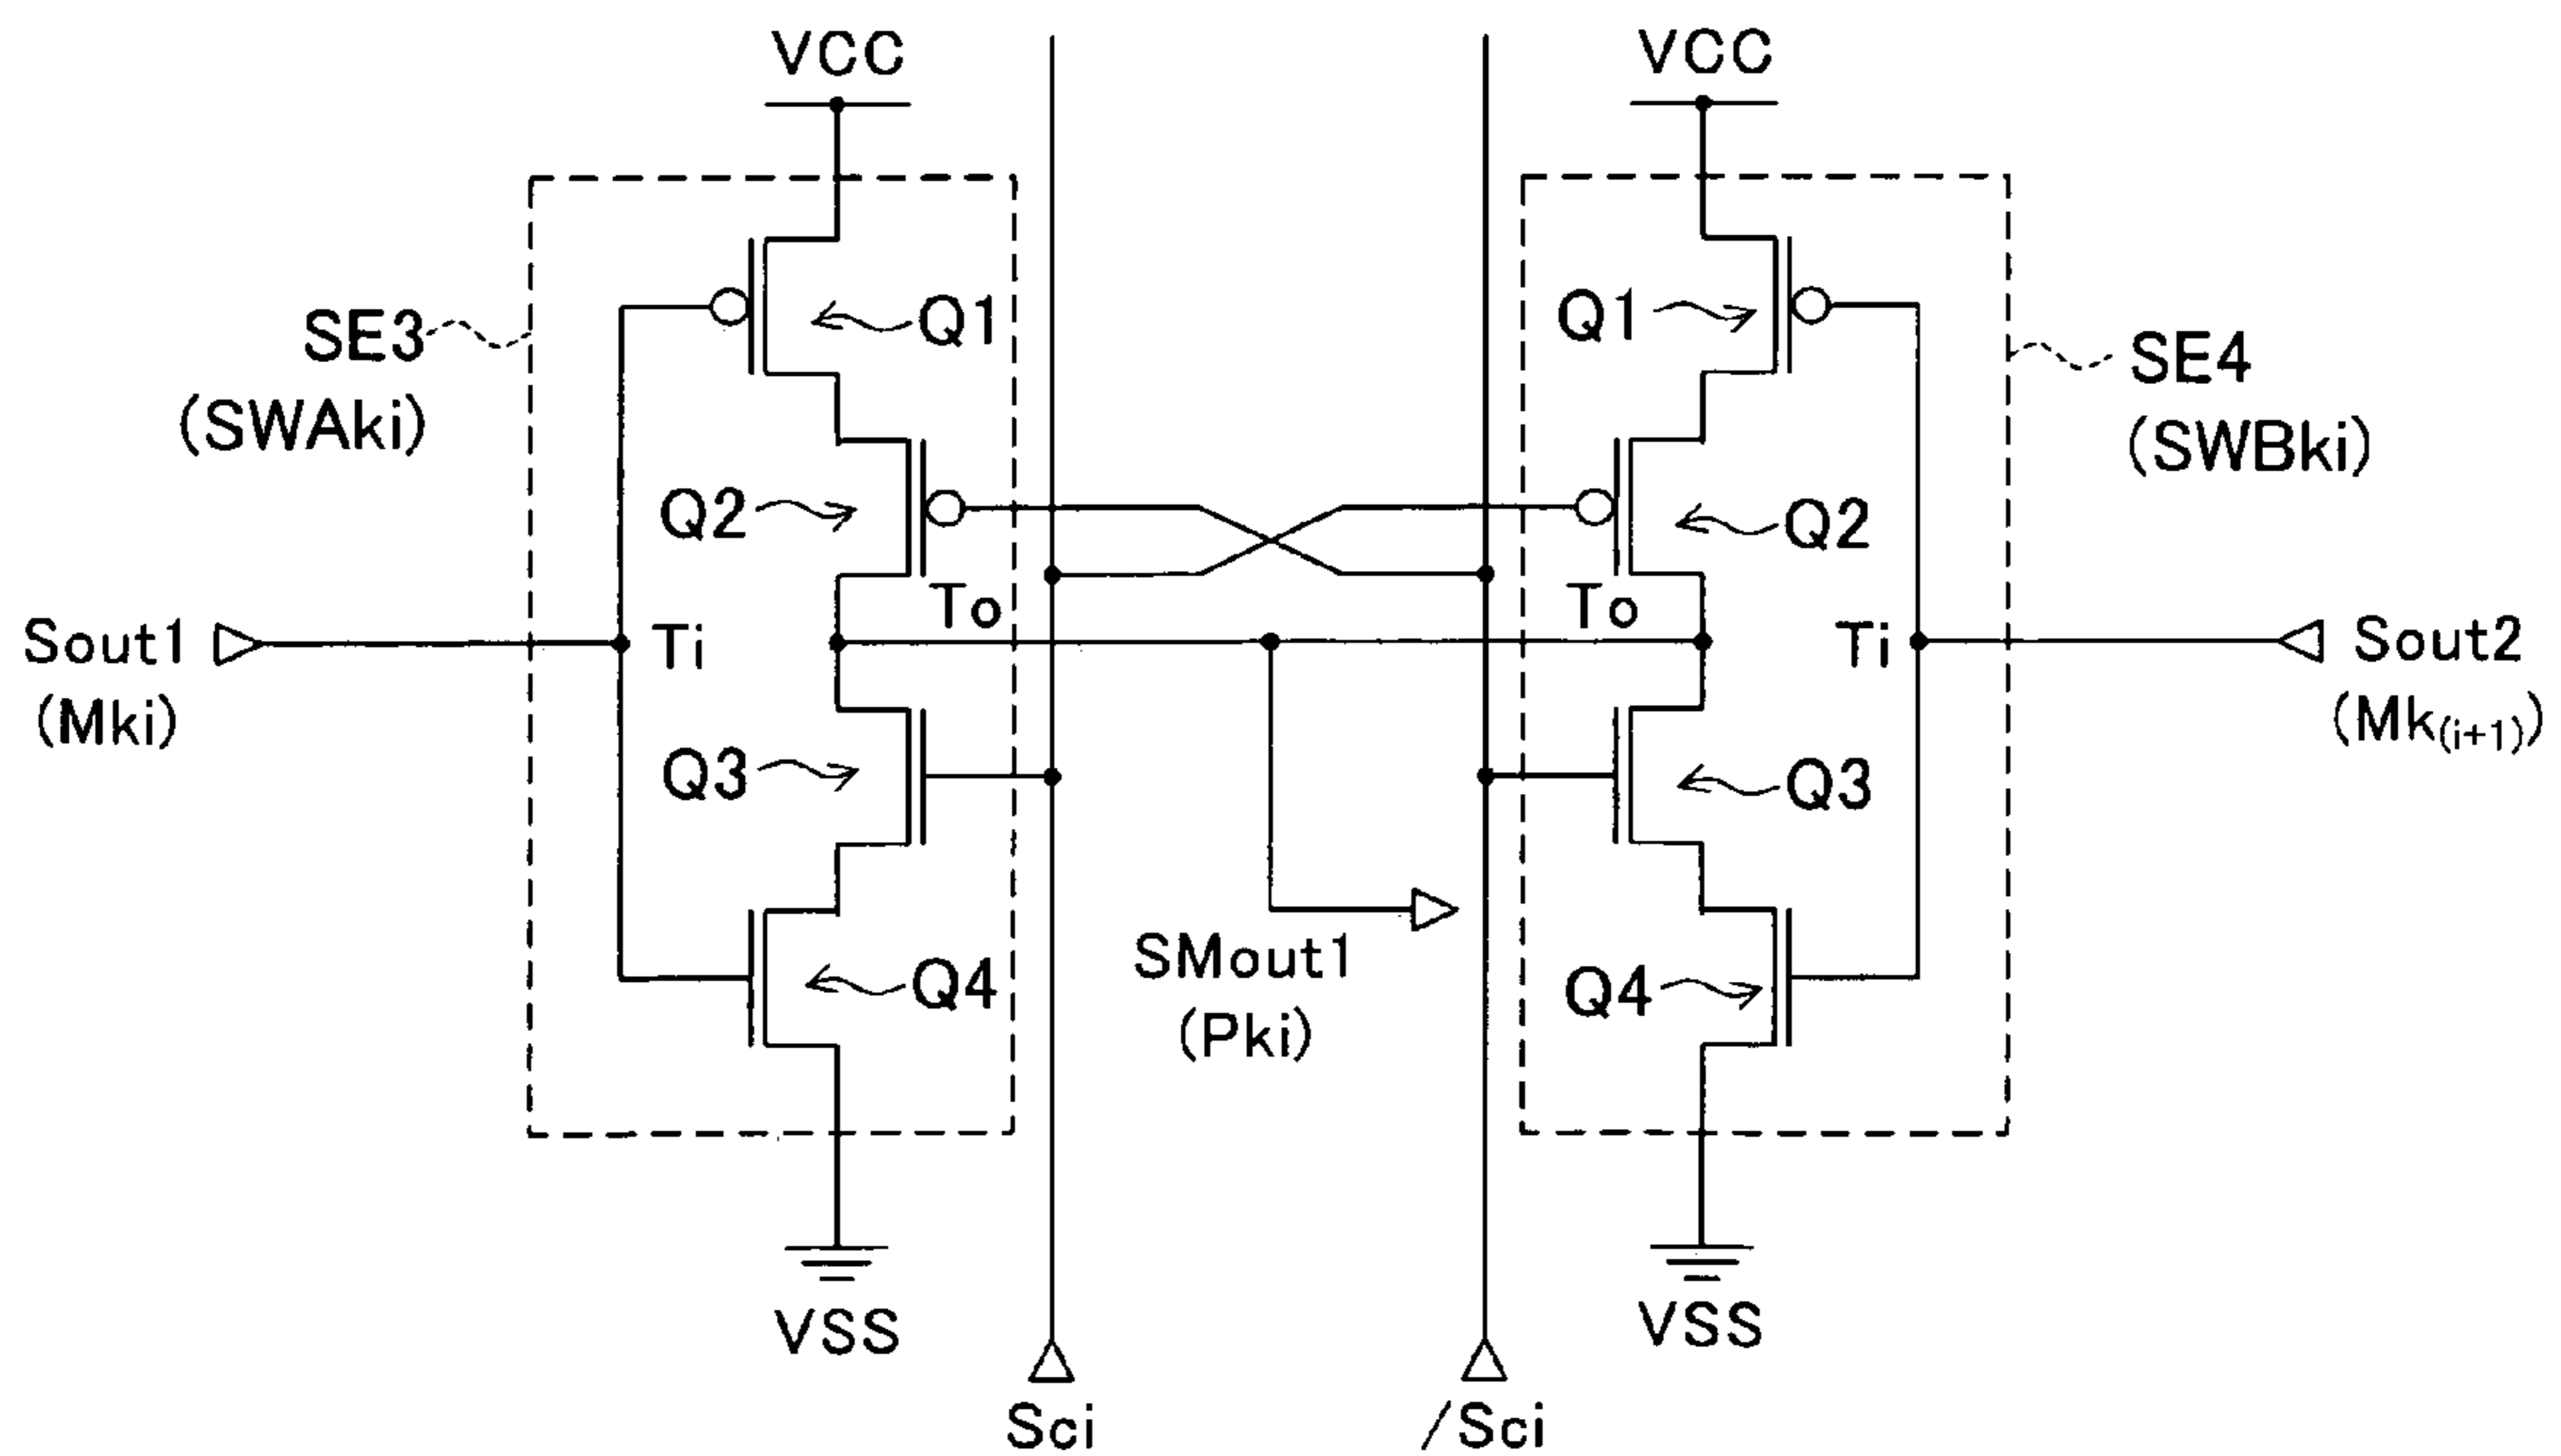 VCC
VCC
SE3
(SWAki)
Q1
Q1
SE4
(SWBki)
Q2
Q2
To
To
Sout1
(Mki)
Ti
Ti
Sout2
(Mk(i+1))
Q3
Q3
SMout1
(Pki)
Q4
Q4
VSS
VSS
Sci
/Sci